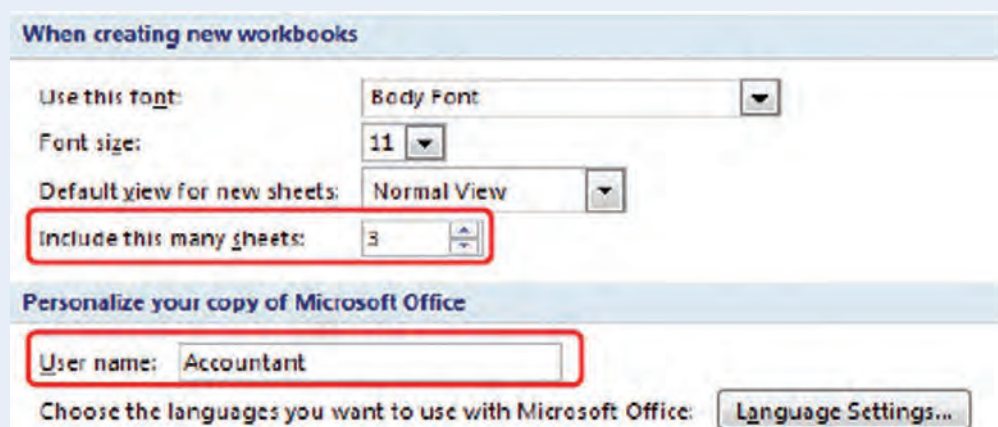 When creating new workbooks
Use this font: Body Font
Font size: 11
Default view for new sheets: Normal View
Include this many sheets: 3
Personalize your copy of Microsoft Office
User name: Accountant
Choose the languages you want to use with Microsoft Office: Language Settings...